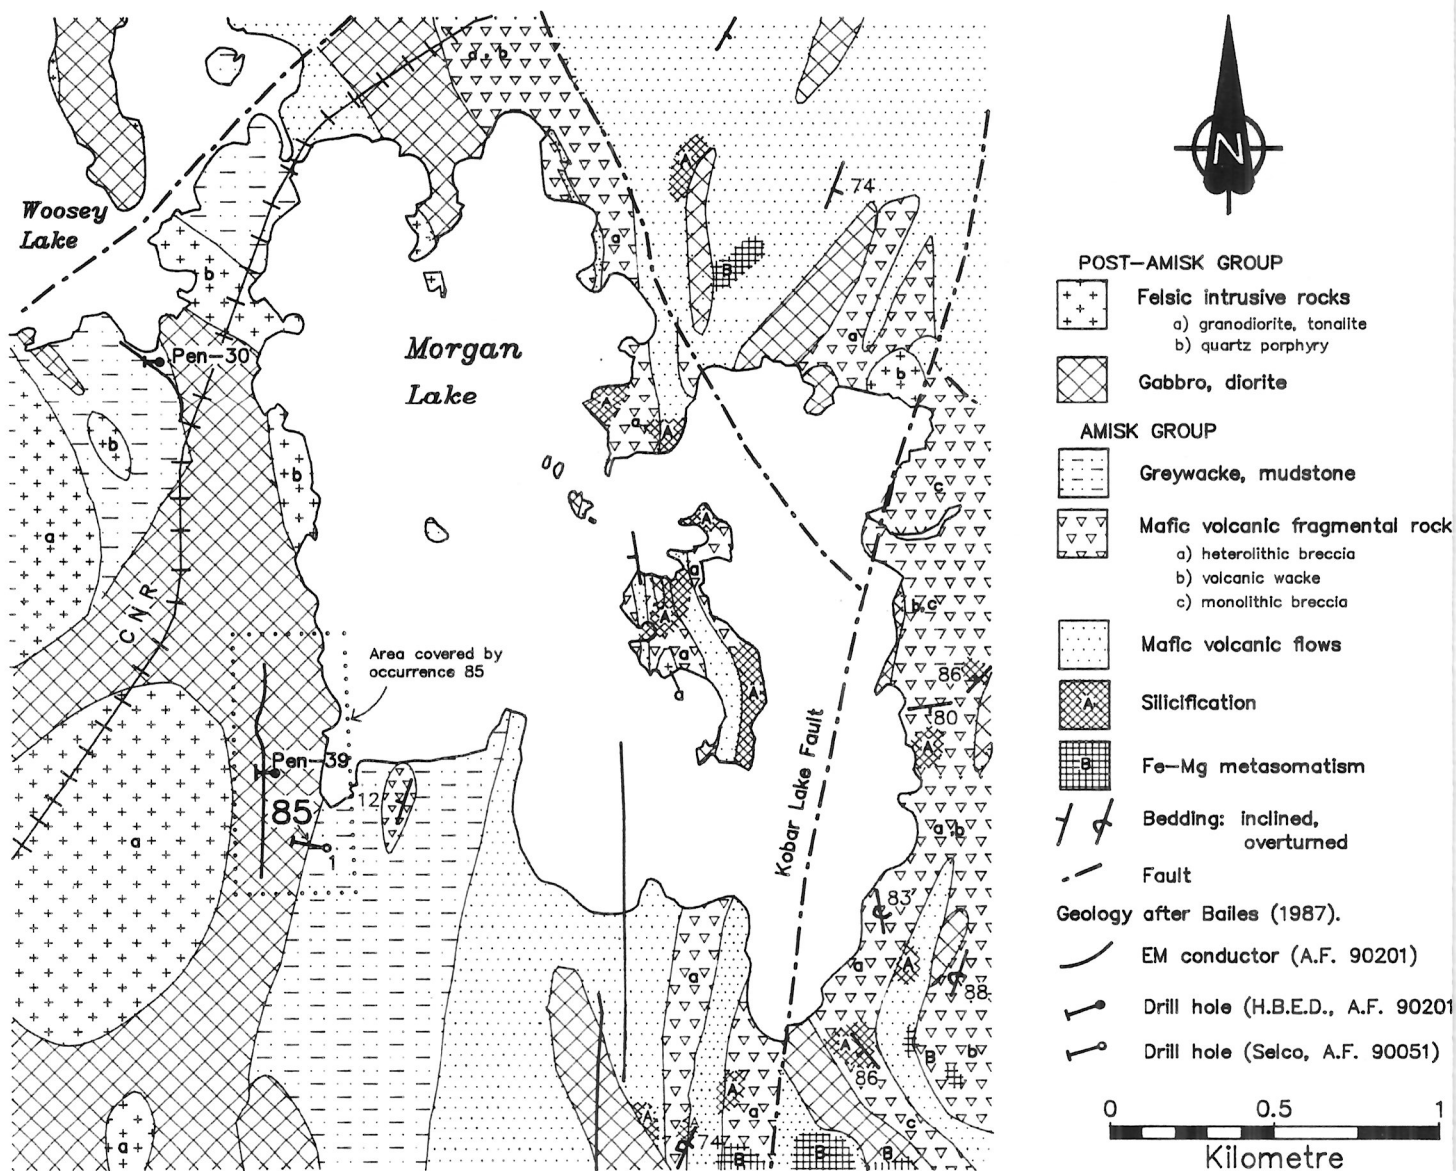 a, b
Woosey
Lake
74
a
B
A
b
a
Morgan
Lake
Pen-30
b
b
A
a
A
b
a
c
CNR
A
a
A
a
a
A
b, c
Area covered by
occurrence 85
86
80
A
Pen-39
85
12
1
a
Kobar Lake Fault
a, b
83
a
A
88
a
A
86
B
b
a
A
A
a
74
B
B
B
c
N
POST-AMISK GROUP
Felsic intrusive rocks
a) granodiorite, tonalite
b) quartz porphyry
Gabbro, diorite
AMISK GROUP
Greywacke, mudstone
Mafic volcanic fragmental rock
a) heterolithic breccia
b) volcanic wacke
c) monolithic breccia
Mafic volcanic flows
A Silicification
B Fe-Mg metasomatism
Bedding: inclined,
overturned
Fault
Geology after Bailes (1987).
EM conductor (A.F. 90201)
Drill hole (H.B.E.D., A.F. 90201
Drill hole (Selco, A.F. 90051)
0 0.5 1
Kilometre